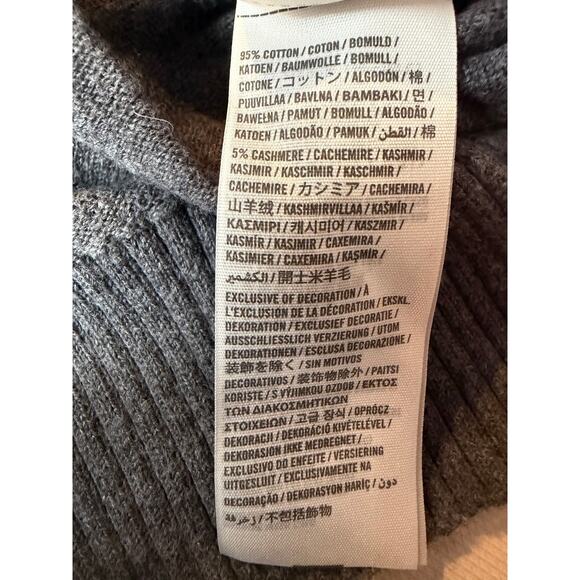 95% COTTON / COTON / BOMULD /
KATOEN / BAUMWOLLE / BOMULL /
COTONE / コットン / ALGODÓN / 棉 /
PUUVILLA / BAVLNA / BAMBAKI / 면 /
BAWEŁNA / PAMUT / BOMULL / ALGODÃO /
KATOEN / ALGODÃO / PAMUK / القطن / 棉
5% CASHMERE / CACHEMIRE / KASHMIR /
KASJMIR / KASCHMIR / KASCHMIR /
CACHEMIRE / カシミア / CACHEMIRA /
山羊绒 / KASHMIRVILLAA / KAŠMÍR /
ΚΑΣΜΙΡΙ / 캐시미어 / KASZMIR /
KASMÍR / KASJMIR / CAXEMIRA /
KASJMIER / CAXEMIRA / KAŞMİR /
الكشمير / 開士米羊毛
EXCLUSIVE OF DECORATION / À
L'EXCLUSION DE LA DÉCORATION / EKSKL.
DEKORATION / EXCLUSIEF DECORATIE /
AUSSCHLIESSLICH VERZIERUNG / UTOM
DEKORATIONEN / ESCLUSA DECORAZIONE /
装飾を除く / SIN MOTIVOS
DECORATIVOS / 装饰物除外 / PAITSI
KORISTE / S VÝJIMKOU OZDOB / ΕΚΤΟΣ
ΤΩΝ ΔΙΑΚΟΣΜΗΤΙΚΩΝ
ΣΤΟΙΧΕΙΩΝ / 고급 장식 / OPRÓCZ
DEKORACJI / DEKORÁCIÓ KIVÉTELÉVEL /
DEKORASJON IKKE MEDREGNET /
EXCLUSIVO DO ENFEITE / VERSIERING
UITGESLUIT / EXCLUSIVAMENTE NA
DECORAÇÃO / DEKORASYON HARİÇ / دون
زخرفة / 不包括飾物